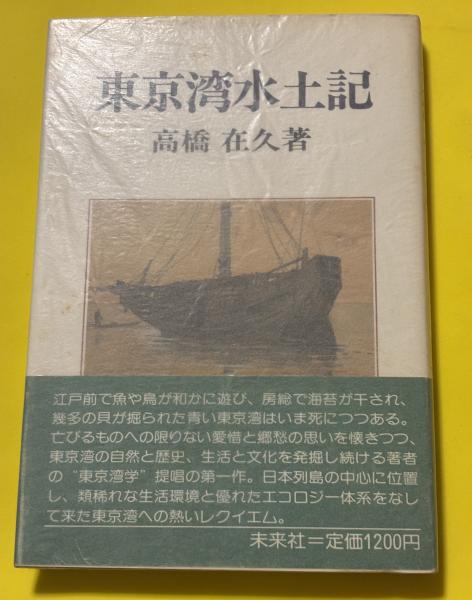 東京湾水土記
高橋 在久著
江戸前で魚や鳥が和かに遊び、房総で海苔が干され、
幾多の貝が掘られた青い東京湾はいま死につつある。
亡びるものへの限りない愛惜と郷愁の思いを懐きつつ、
東京湾の自然と歴史、生活と文化を発掘し続ける著者
の“東京湾学”提唱の第一作。日本列島の中心に位置
し、類稀れな生活環境と優れたエコロジー体系をなし
て来た東京湾への熱いレクイエム。
未来社=定価1200円